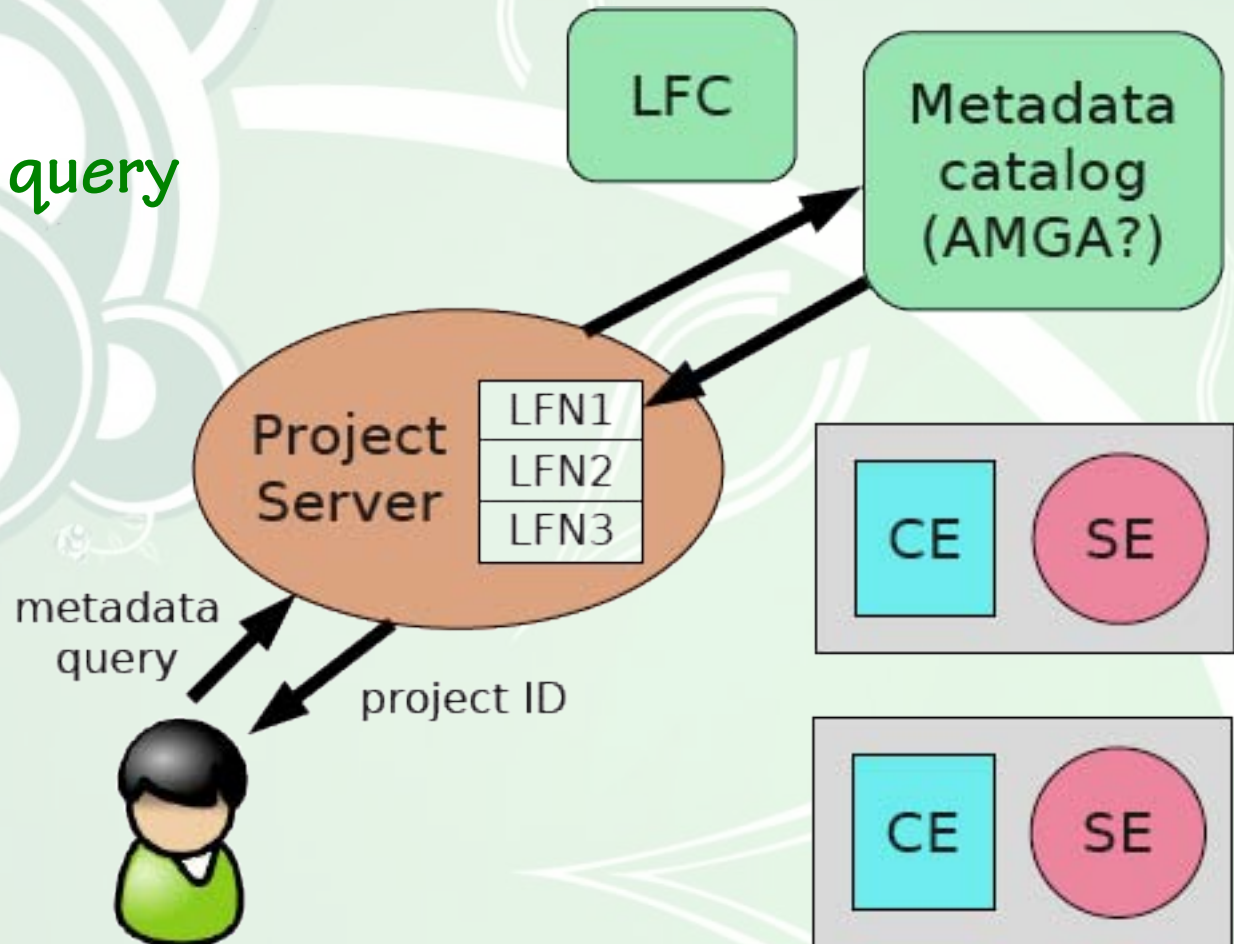 query
LFC
Metadata
catalog
(AMGA?)
Project
Server
LFN1
LFN2
LFN3
metadata
query
project ID
CE
SE
CE
SE